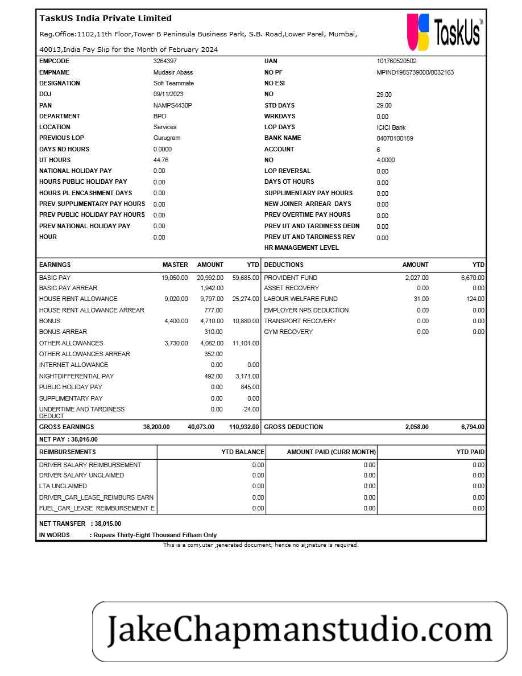 TaskUS India Private Limited
Reg.Office:1102,11th Floor,Tower B Peninsula Business Park, S.B. Road,Lower Parel, Mumbai,
40013,India Pay Slip for the Month of February 2024
TaskUs
EMPCODE 3264397 UAN 101760520502
EMPNAME Mudasir Abass NO PF MPIND1985739000/0032163
DESIGNATION Soft Teammate NO ESI
DOJ 09/11/2023 NO 29.00
PAN NAMPS4430P STD DAYS 29.00
DEPARTMENT BPO WRKDAYS 0.00
LOCATION Services LOP DAYS ICICI Bank
PREVIOUS LOP Gurugram BANK NAME 04070100159
DAYS ND HOURS 0.0000 ACCOUNT 6
UT HOURS 44.76 NO 4.0000
NATIONAL HOLIDAY PAY 0.00 LOP REVERSAL 0.00
HOURS PUBLIC HOLIDAY PAY 0.00 DAYS OT HOURS 0.00
HOURS PL ENCASHMENT DAYS 0.00 SUPPLIMENTARY PAY HOURS 0.00
PREV SUPPLIMENTARY PAY HOURS 0.00 NEW JOINER ARREAR DAYS 0.00
PREV PUBLIC HOLIDAY PAY HOURS 0.00 PREV OVERTIME PAY HOURS 0.00
PREV NATIONAL HOLIDAY PAY 0.00 PREV UT AND TARDINESS DEDN 0.00
HOUR 0.00 PREV UT AND TARDINESS REV 0.00
HR MANAGEMENT LEVEL
EARNINGS MASTER AMOUNT YTD DEDUCTIONS AMOUNT YTD
BASIC PAY 19,050.00 20,992.00 59,685.00 PROVIDENT FUND 2,027.00 6,670.00
BASIC PAY ARREAR 1,942.00 ASSET RECOVERY 0.00 0.00
HOUSE RENT ALLOWANCE 9,020.00 9,797.00 25,274.00 LABOUR WELFARE FUND 31.00 124.00
HOUSE RENT ALLOWANCE ARREAR 777.00 EMPLOYER NPS DEDUCTION 0.00 0.00
BONUS 4,400.00 4,710.00 10,880.00 TRANSPORT RECOVERY 0.00 0.00
BONUS ARREAR 310.00 GYM RECOVERY 0.00 0.00
OTHER ALLOWANCES 3,730.00 4,082.00 11,101.00
OTHER ALLOWANCES ARREAR 352.00
INTERNET ALLOWANCE 0.00 0.00
NIGHTDIFFERENTIAL PAY 492.00 3,171.00
PUBLIC HOLIDAY PAY 0.00 845.00
SUPPLIMENTARY PAY 0.00 0.00
UNDERTIME AND TARDINESS 0.00 -24.00
DEDUCT
GROSS EARNINGS 38,200.00 40,073.00 110,932.00 GROSS DEDUCTION 2,058.00 6,794.00
NET PAY : 38,015.00
REIMBURSEMENTS YTD BALANCE AMOUNT PAID (CURR MONTH) YTD PAID
DRIVER SALARY REIMBURSEMENT 0.00 0.00 0.00
DRIVER SALARY UNCLAIMED 0.00 0.00 0.00
LTA UNCLAIMED 0.00 0.00 0.00
DRIVER_CAR_LEASE_REIMBURS EARN 0.00 0.00 0.00
FUEL_CAR_LEASE REIMBURSEMENT E 0.00 0.00 0.00
NET TRANSFER : 38,015.00
IN WORDS : Rupees Thirty-Eight Thousand Fifteen Only
This is a computer generated document, hence no signature is required.
JakeChapmanstudio.com